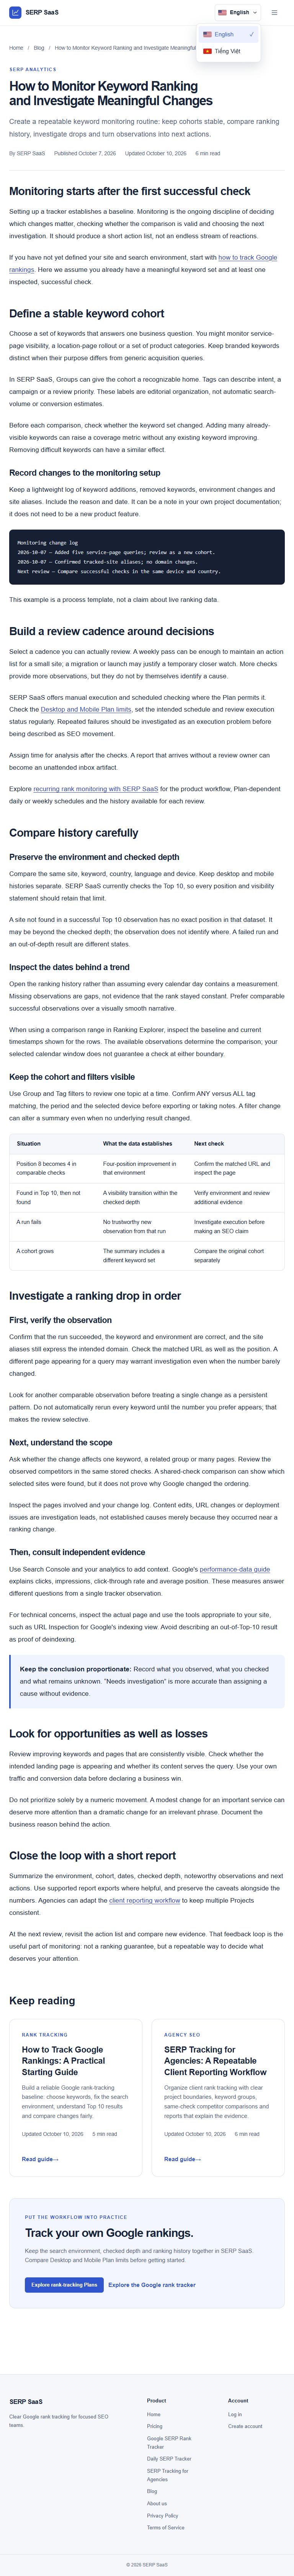 SERP SaaS
English
English
Tiếng Việt
Home / Blog / How to Monitor Keyword Ranking and Investigate Meaningful
SERP ANALYTICS
How to Monitor Keyword Ranking
and Investigate Meaningful Changes
Create a repeatable keyword monitoring routine: keep cohorts stable, compare ranking
history, investigate drops and turn observations into next actions.
By SERP SaaS Published October 7, 2026 Updated October 10, 2026 6 min read
Monitoring starts after the first successful check
Setting up a tracker establishes a baseline. Monitoring is the ongoing discipline of deciding
which changes matter, checking whether the comparison is valid and choosing the next
investigation. It should produce a short action list, not an endless stream of reactions.
If you have not yet defined your site and search environment, start with how to track Google
rankings. Here we assume you already have a meaningful keyword set and at least one
inspected, successful check.
Define a stable keyword cohort
Choose a set of keywords that answers one business question. You might monitor service-
page visibility, a location-page rollout or a set of product categories. Keep branded keywords
distinct when their purpose differs from generic acquisition queries.
In SERP SaaS, Groups can give the cohort a recognizable home. Tags can describe intent, a
campaign or a review priority. These labels are editorial organization, not automatic search-
volume or conversion estimates.
Before each comparison, check whether the keyword set changed. Adding many already-
visible keywords can raise a coverage metric without any existing keyword improving.
Removing difficult keywords can have a similar effect.
Record changes to the monitoring setup
Keep a lightweight log of keyword additions, removed keywords, environment changes and
site aliases. Include the reason and date. It can be a note in your own project documentation;
it does not need to be a new product feature.
Monitoring change log
2026-10-07 — Added five service-page queries; review as a new cohort.
2026-10-07 — Confirmed tracked-site aliases; no domain changes.
Next review — Compare successful checks in the same device and country.
This example is a process template, not a claim about live ranking data.
Build a review cadence around decisions
Select a cadence you can actually review. A weekly pass can be enough to maintain an action
list for a small site; a migration or launch may justify a temporary closer watch. More checks
provide more observations, but they do not by themselves identify a cause.
SERP SaaS offers manual execution and scheduled checking where the Plan permits it.
Check the Desktop and Mobile Plan limits, set the intended schedule and review execution
status regularly. Repeated failures should be investigated as an execution problem before
being described as SEO movement.
Assign time for analysis after the checks. A report that arrives without a review owner can
become an unattended inbox artifact.
Explore recurring rank monitoring with SERP SaaS for the product workflow, Plan-dependent
daily or weekly schedules and the history available for each review.
Compare history carefully
Preserve the environment and checked depth
Compare the same site, keyword, country, language and device. Keep desktop and mobile
histories separate. SERP SaaS currently checks the Top 10, so every position and visibility
statement should retain that limit.
A site not found in a successful Top 10 observation has no exact position in that dataset. It
may be beyond the checked depth; the observation does not identify where. A failed run and
an out-of-depth result are different states.
Inspect the dates behind a trend
Open the ranking history rather than assuming every calendar day contains a measurement.
Missing observations are gaps, not evidence that the rank stayed constant. Prefer comparable
successful observations over a visually smooth narrative.
When using a comparison range in Ranking Explorer, inspect the baseline and current
timestamps shown for the rows. The available observations determine the comparison; your
selected calendar window does not guarantee a check at either boundary.
Keep the cohort and filters visible
Use Group and Tag filters to review one topic at a time. Confirm ANY versus ALL tag
matching, the period and the selected device before exporting or taking notes. A filter change
can alter a summary even when no underlying result changed.
Situation What the data establishes Next check
Position 8 becomes 4 in
comparable checks Four-position improvement in
that environment Confirm the matched URL and
inspect the page
Found in Top 10, then not
found A visibility transition within the
checked depth Verify environment and review
additional evidence
A run fails No trustworthy new
observation from that run Investigate execution before
making an SEO claim
A cohort grows The summary includes a
different keyword set Compare the original cohort
separately
Investigate a ranking drop in order
First, verify the observation
Confirm that the run succeeded, the keyword and environment are correct, and the site
aliases still express the intended domain. Check the matched URL as well as the position. A
different page appearing for a query may warrant investigation even when the number barely
changed.
Look for another comparable observation before treating a single change as a persistent
pattern. Do not automatically rerun every keyword until the number you prefer appears; that
makes the review selective.
Next, understand the scope
Ask whether the change affects one keyword, a related group or many pages. Review the
observed competitors in the same stored checks. A shared-check comparison can show which
selected sites were found, but it does not prove why Google changed the ordering.
Inspect the pages involved and your change log. Content edits, URL changes or deployment
issues are investigation leads, not established causes merely because they occurred near a
ranking change.
Then, consult independent evidence
Use Search Console and your analytics to add context. Google's performance-data guide
explains clicks, impressions, click-through rate and average position. These measures answer
different questions from a single tracker observation.
For technical concerns, inspect the actual page and use the tools appropriate to your site,
such as URL Inspection for Google's indexing view. Avoid describing an out-of-Top-10 result
as proof of deindexing.
Keep the conclusion proportionate: Record what you observed, what you checked
and what remains unknown. "Needs investigation" is more accurate than assigning a
cause without evidence.
Look for opportunities as well as losses
Review improving keywords and pages that are consistently visible. Check whether the
intended landing page is appearing and whether its content serves the query. Use your own
traffic and conversion data before declaring a business win.
Do not prioritize solely by a numeric movement. A modest change for an important service can
deserve more attention than a dramatic change for an irrelevant phrase. Document the
business reason behind the action.
Close the loop with a short report
Summarize the environment, cohort, dates, checked depth, noteworthy observations and next
actions. Use supported report exports where helpful, and preserve the caveats alongside the
numbers. Agencies can adapt the client reporting workflow to keep multiple Projects
consistent.
At the next review, revisit the action list and compare new evidence. That feedback loop is the
useful part of monitoring: not a ranking guarantee, but a repeatable way to decide what
deserves your attention.
Keep reading
RANK TRACKING
How to Track Google
Rankings: A Practical
Starting Guide
Build a reliable Google rank-tracking
baseline: choose keywords, fix the search
environment, understand Top 10 results
and compare changes fairly.
Updated October 10, 2026 5 min read
Read guide→
AGENCY SEO
SERP Tracking for
Agencies: A Repeatable
Client Reporting Workflow
Organize client rank tracking with clear
project boundaries, keyword groups,
same-check competitor comparisons and
reports that explain the evidence.
Updated October 10, 2026 6 min read
Read guide→
PUT THE WORKFLOW INTO PRACTICE
Track your own Google rankings.
Keep the search environment, checked depth and ranking history together in SERP SaaS.
Compare Desktop and Mobile Plan limits before getting started.
Explore rank-tracking Plans Explore the Google rank tracker
SERP SaaS
Clear Google rank tracking for focused SEO
teams.
Product
Home
Pricing
Google SERP Rank
Tracker
Daily SERP Tracker
SERP Tracking for
Agencies
Blog
About us
Privacy Policy
Terms of Service
Account
Log in
Create account
© 2026 SERP SaaS